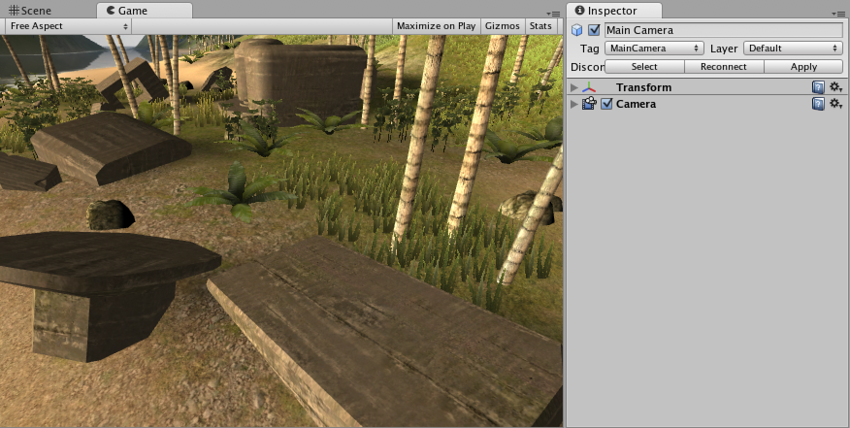 Scene
Game
Free Aspect
Maximize on Play
Gizmos
Stats
Inspector
Main Camera
Tag
MainCamera
Layer
Default
Discor
Select
Reconnect
Apply
Transform
Camera